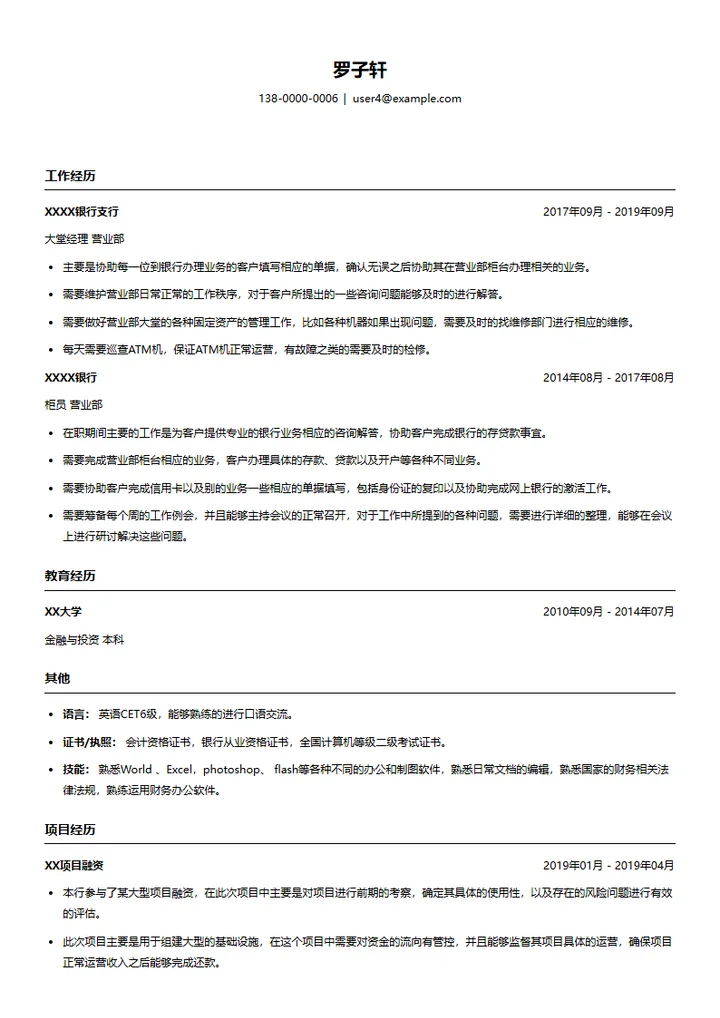 罗子轩
138-0000-0006 | user4@example.com
工作经历
XXXX银行支行 2017年09月 - 2019年09月
大堂经理 营业部
• 主要是协助每一位到银行办理业务的客户填写相应的单据，确认无误之后协助其在营业部柜台办理相关的业务。
• 需要维护营业部日常正常的工作秩序，对于客户所提出的一些咨询问题能够及时的进行解答。
• 需要做好营业部大堂的各种固定资产的管理工作，比如各种机器如果出现问题，需要及时的找维修部门进行相应的维修。
• 每天需要巡查ATM机，保证ATM机正常运营，有故障之类的需要及时的检修。
XXXX银行 2014年08月 - 2017年08月
柜员 营业部
• 在职期间主要的工作是为客户提供专业的银行业务相应的咨询解答，协助客户完成银行的存贷款事宜。
• 需要完成营业部柜台相应的业务，客户办理具体的存款、贷款以及开户等各种不同业务。
• 需要协助客户完成信用卡以及别的业务一些相应的单据填写，包括身份证的复印以及协助完成网上银行的激活工作。
• 需要筹备每个周的工作例会，并且能够主持会议的正常召开，对于工作中所提到的各种问题，需要进行详细的整理，能够在会议
上进行研讨解决这些问题。
教育经历
XX大学 2010年09月 - 2014年07月
金融与投资 本科
其他
• 语言： 英语CET6级，能够熟练的进行口语交流。
• 证书/执照： 会计资格证书，银行从业资格证书，全国计算机等级二级考试证书。
• 技能： 熟悉World 、Excel，photoshop、 flash等各种不同的办公和制图软件，熟悉日常文档的编辑，熟悉国家的财务相关法
律法规，熟练运用财务办公软件。
项目经历
XX项目融资 2019年01月 - 2019年04月
• 本行参与了某大型项目融资，在此次项目中主要是对项目进行前期的考察，确定其具体的使用性，以及存在的风险问题进行有效
的评估。
• 此次项目主要是用于组建大型的基础设施，在这个项目中需要对资金的流向有管控，并且能够监督其项目具体的运营，确保项目
正常运营收入之后能够完成还款。